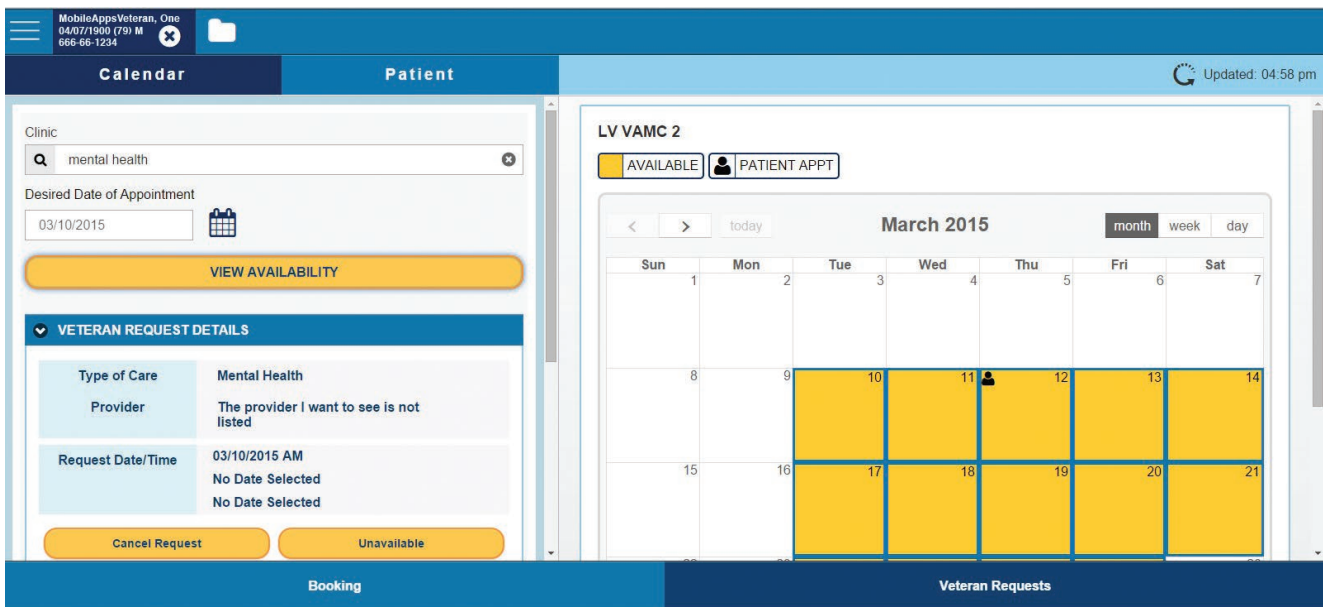 MobileAppsVeteran, One
04/07/1900 (79) M
666-66-1234
Calendar
Patient
Updated: 04:58 pm
Clinic
mental health
Desired Date of Appointment
03/10/2015
VIEW AVAILABILITY
VETERAN REQUEST DETAILS
Type of Care Mental Health
Provider The provider I want to see is not
listed
Request Date/Time 03/10/2015 AM
No Date Selected
No Date Selected
Cancel Request Unavailable
LV VAMC 2
AVAILABLE PATIENT APPT
< > today March 2015 month week day
Sun Mon Tue Wed Thu Fri Sat
1 2 3 4 5 6 7
8 9 10 11 12 13 14
15 16 17 18 19 20 21
Booking Veteran Requests